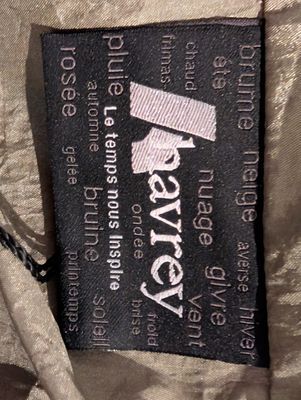 brume neige averse hiver
été givre
chaud nuage vent
frimas
havrey
froid
ondée brise
pluie Le temps nous inspire
automne bruine soleil
rosée gelée printemps